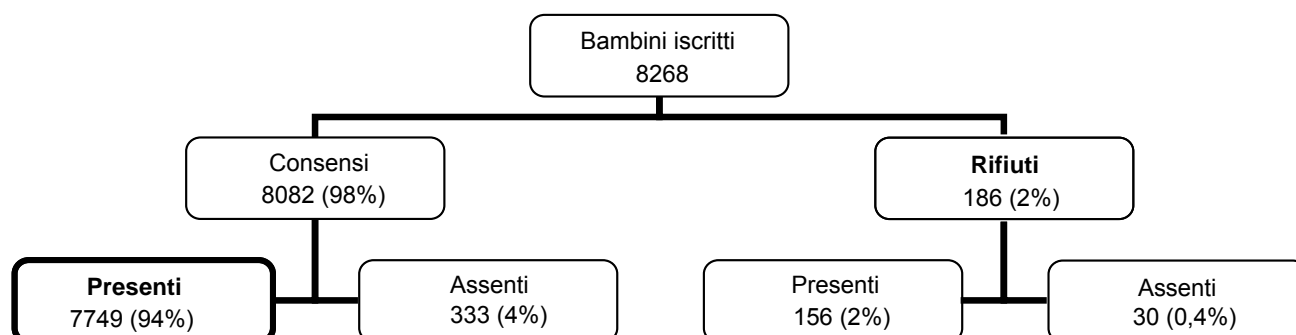 Bambini iscritti
8268
Consensi
8082 (98%)
Rifiuti
186 (2%)
Presenti
7749 (94%)
Assenti
333 (4%)
Presenti
156 (2%)
Assenti
30 (0,4%)